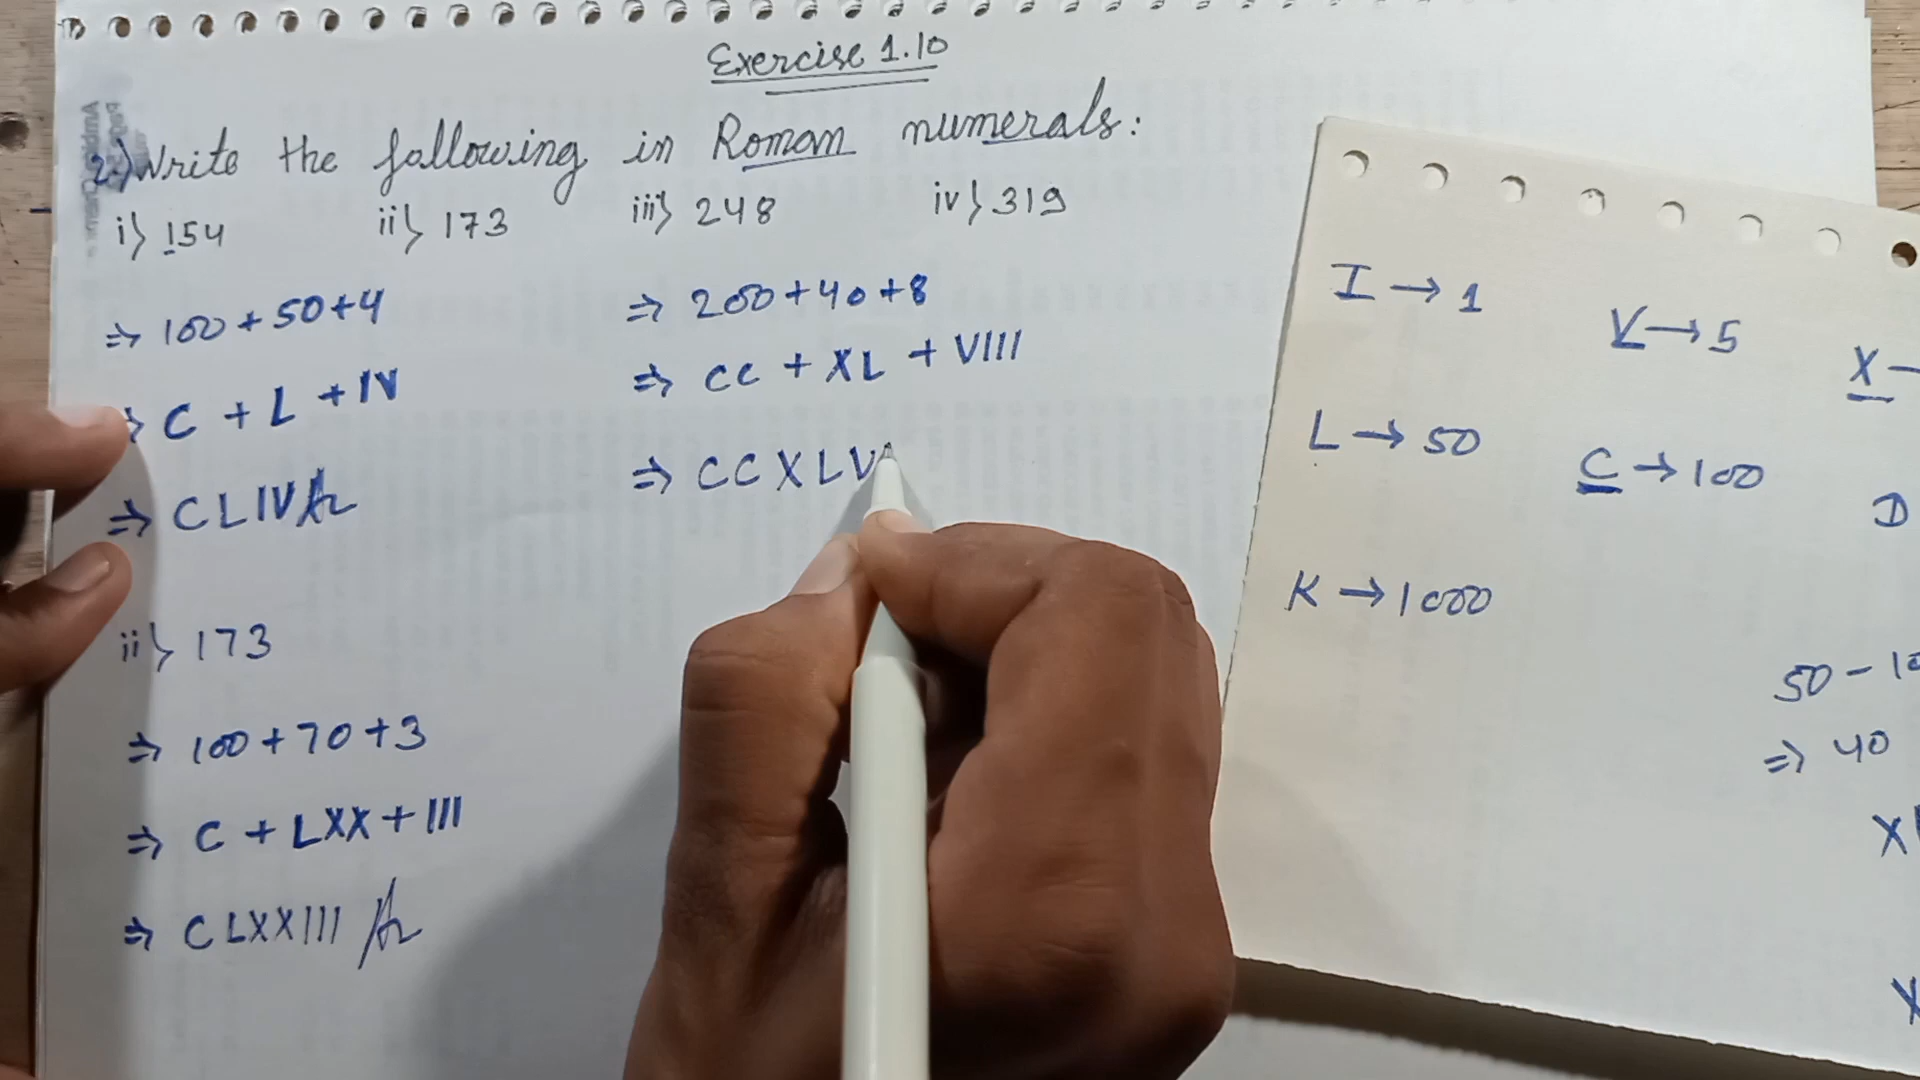 Exercise 1.10
2.) Write the following in Roman numerals:
i) 154 ii) 173 iii) 248 iv) 319
⇒ 100 + 50 + 4
⇒ C + L + IV
⇒ CLIV
ii) 173
⇒ 100 + 70 + 3
⇒ C + LXX + III
⇒ CLXXIII
⇒ 200 + 40 + 8
⇒ CC + XL + VIII
⇒ CCXLV
I → 1
V → 5
X →
L → 50
C → 100
D
K → 1000
50 - 10
⇒ 40
X
X